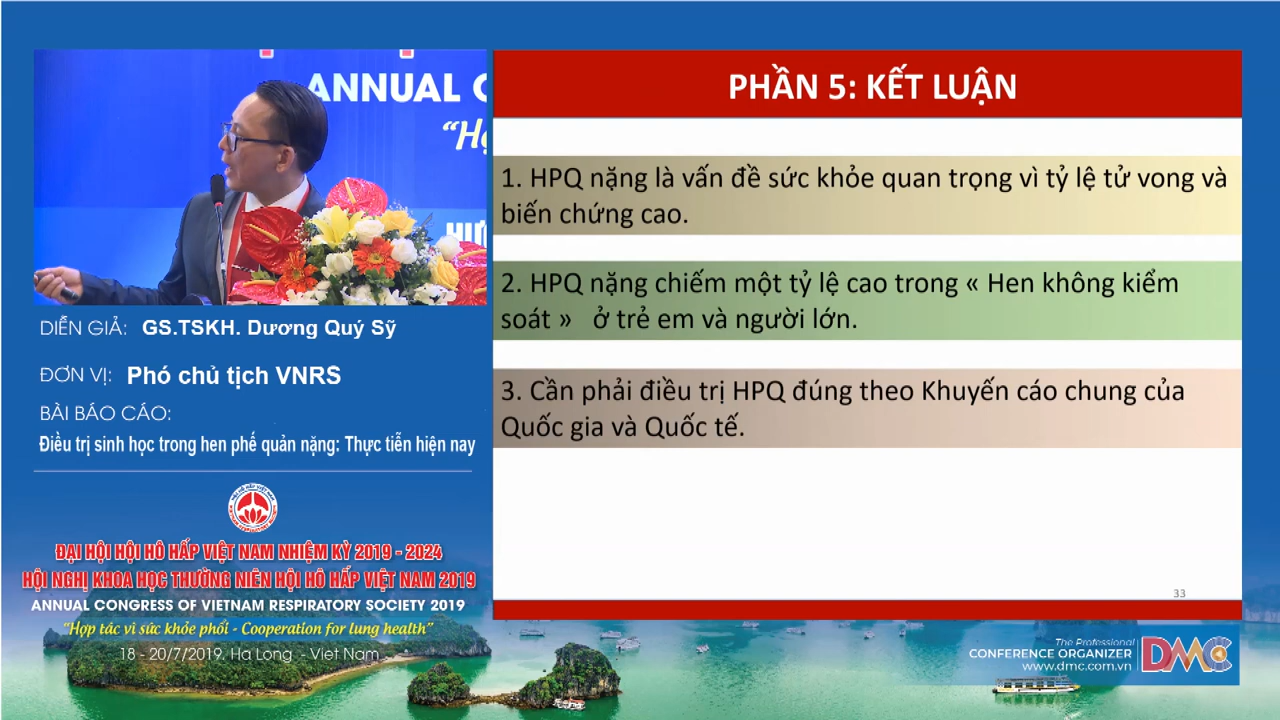 ANNUAL C
"Hợ
DIỄN GIẢ: GS.TSKH. Dương Quý Sỹ
ĐƠN VỊ: Phó chủ tịch VNRS
BÀI BÁO CÁO:
Điều trị sinh học trong hen phế quản nặng: Thực tiễn hiện nay
ĐẠI HỘI HỘI HÔ HẤP VIỆT NAM NHIỆM KỲ 2019 - 2024
HỘI NGHỊ KHOA HỌC THƯỜNG NIÊN HỘI HÔ HẤP VIỆT NAM 2019
ANNUAL CONGRESS OF VIETNAM RESPIRATORY SOCIETY 2019
"Hợp tác vì sức khỏe phổi - Cooperation for lung health"
18 - 20/7/2019. Ha Long - Viet Nam
PHẦN 5: KẾT LUẬN
1. HPQ nặng là vấn đề sức khỏe quan trọng vì tỷ lệ tử vong và
biến chứng cao.
2. HPQ nặng chiếm một tỷ lệ cao trong « Hen không kiểm
soát » ở trẻ em và người lớn.
3. Cần phải điều trị HPQ đúng theo Khuyến cáo chung của
Quốc gia và Quốc tế.
33
The Professional
CONFERENCE ORGANIZER
www.dmc.com.vn
DMC